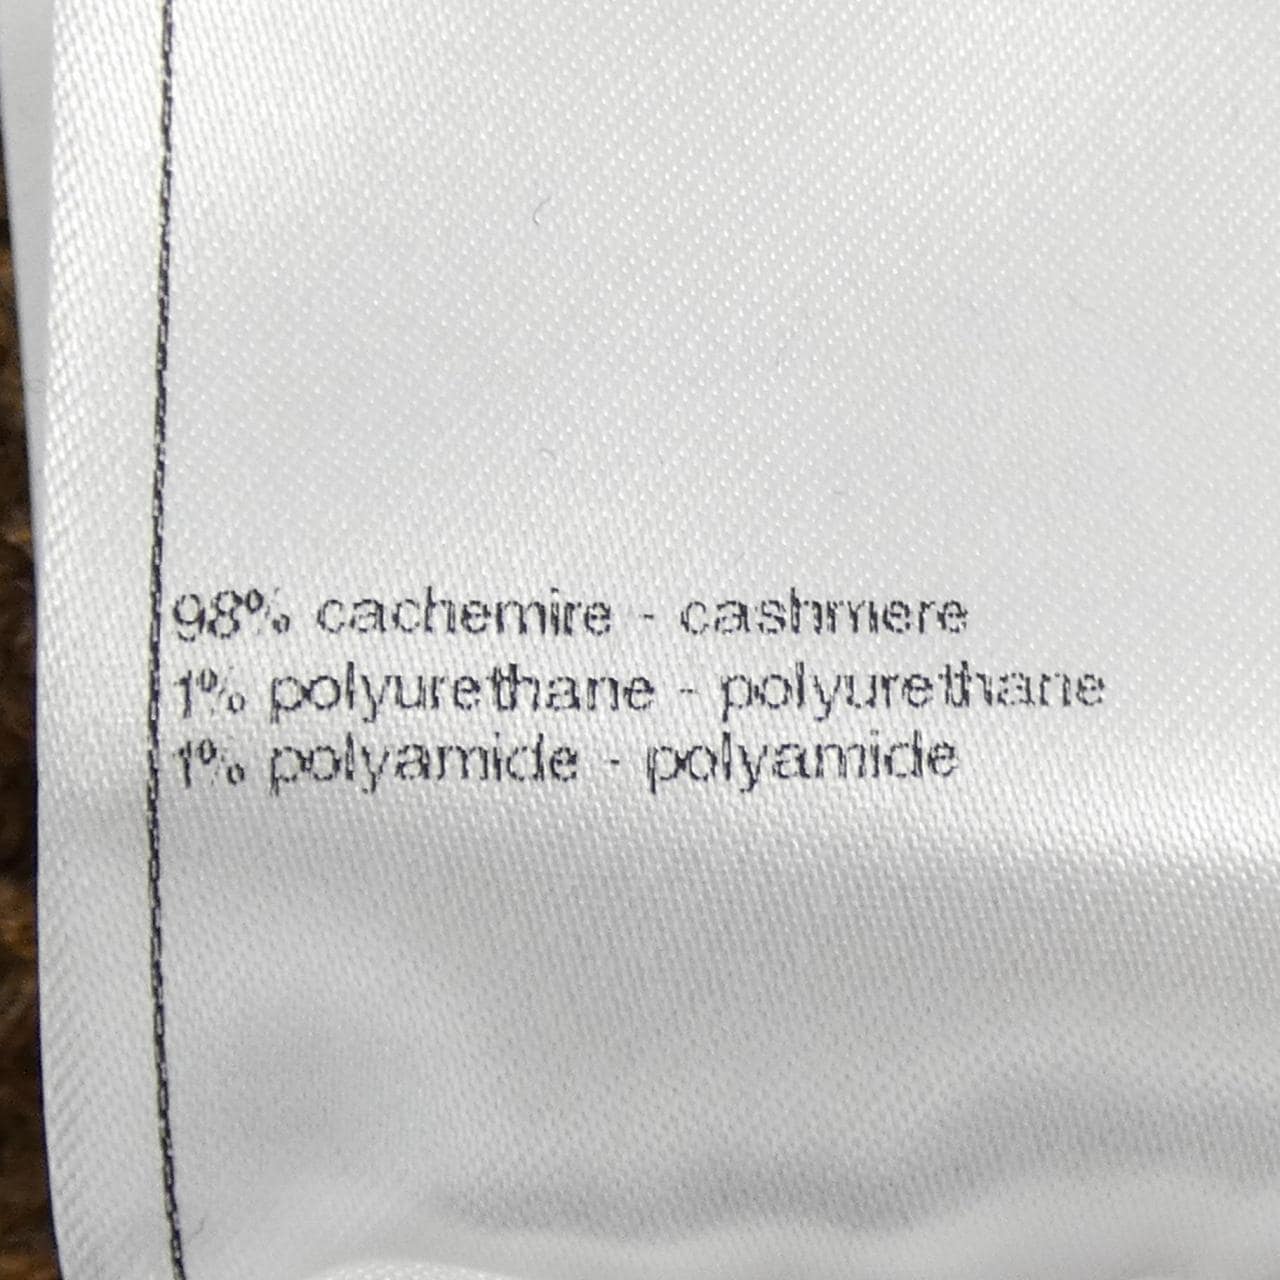 98% cachemire - cashmere
1% polyurethane - polyurethane
1% polyamide - polyamide